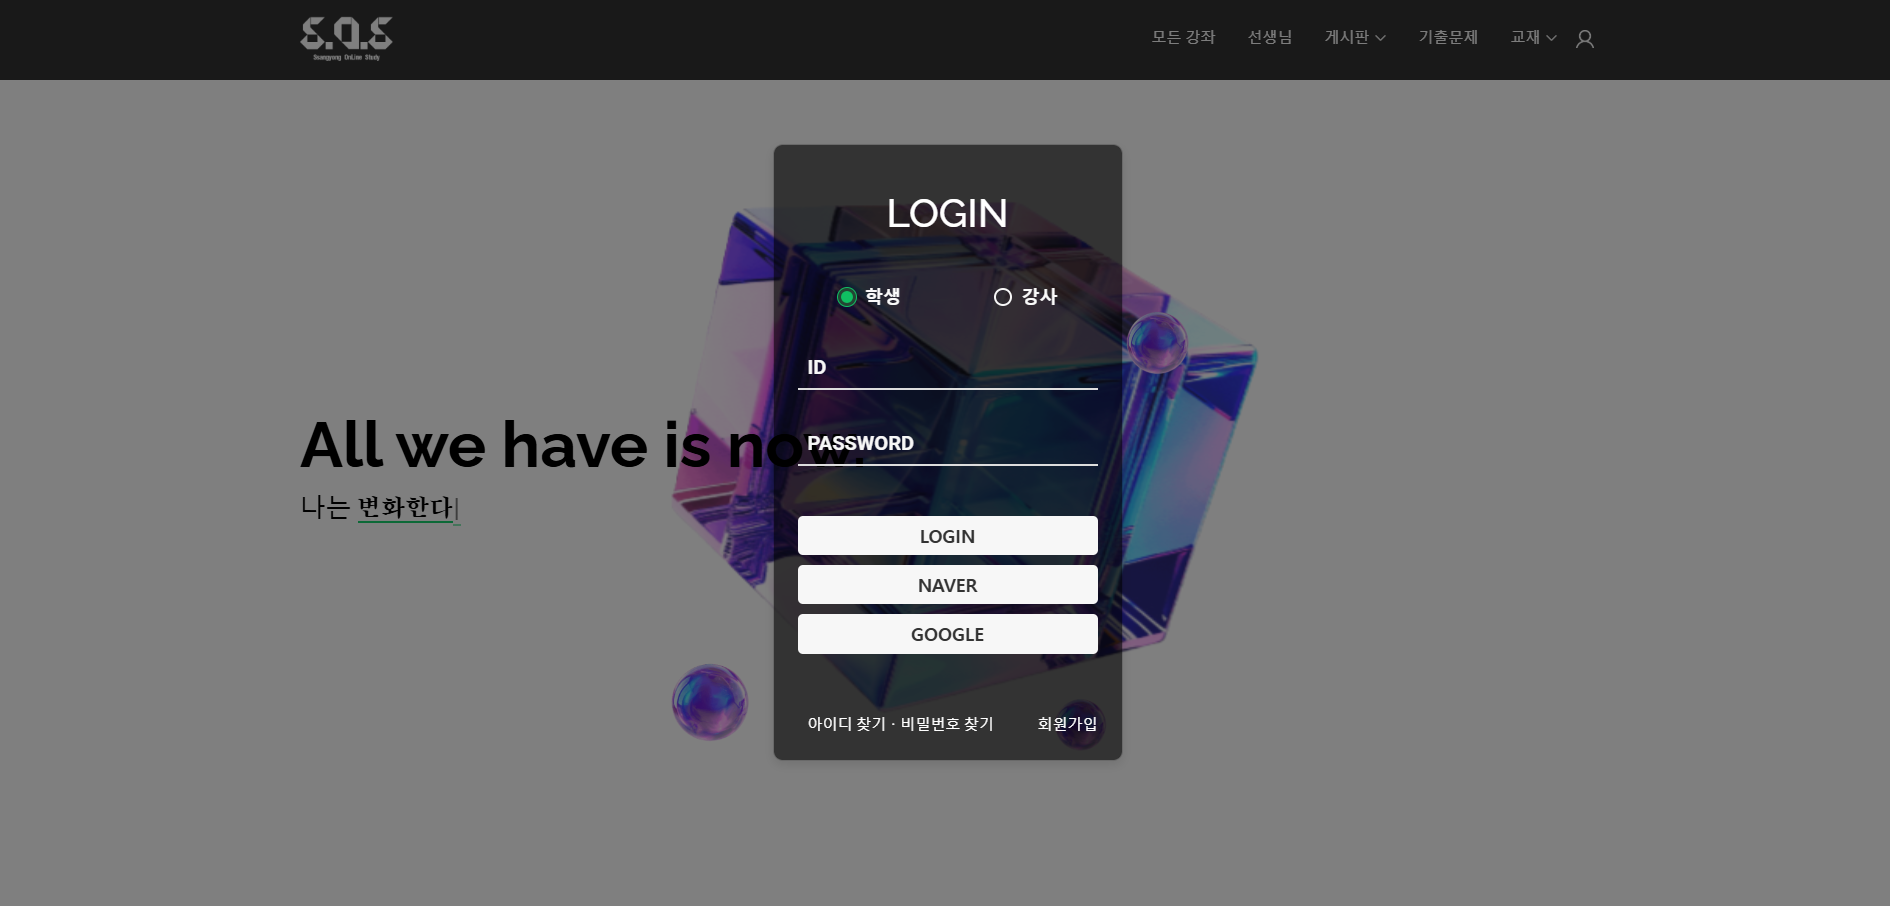 S.O.S
Ssangyong OnLine Study
모든 강좌
선생님
게시판
기출문제
교재
LOGIN
학생
강사
ID
PASSWORD
All we have is now.
나는 변화한다|
LOGIN
NAVER
GOOGLE
아이디 찾기 · 비밀번호 찾기
회원가입